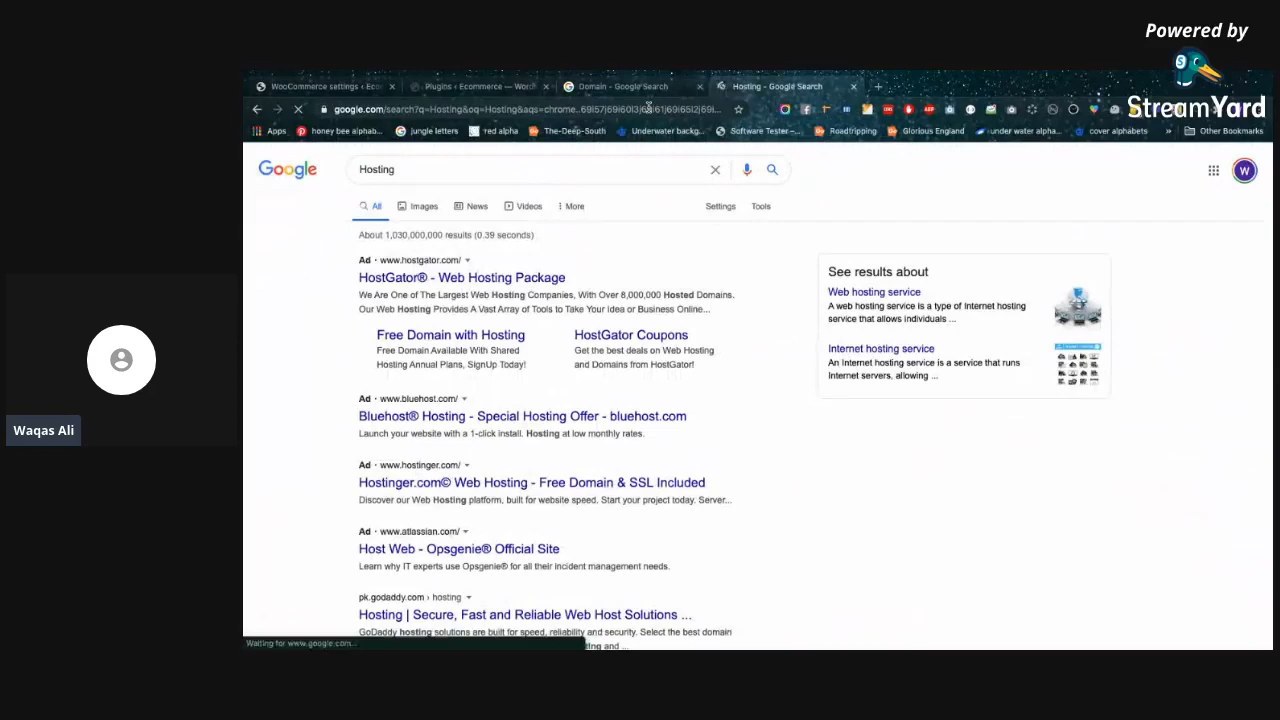 Powered by
StreamYard
WooCommerce settings ‹ Eco
Plugins ‹ Ecommerce — Word
Domain - Google Search
Hosting - Google Search
google.com/search?q=Hosting&oq=Hosting&aqs=chrome..69i57j69i60l3j
Apps
honey bee alphab...
jungle letters
red alpha
The-Deep-South
Underwater backg...
Software Tester –...
Roadtripping
Glorious England
under water alpha...
cover alphabets
»
Other Bookmarks
Google
Hosting
W
All
Images
News
Videos
More
Settings
Tools
About 1,030,000,000 results (0.39 seconds)
Ad · www.hostgator.com/
HostGator® - Web Hosting Package
We Are One of The Largest Web Hosting Companies, With Over 8,000,000 Hosted Domains.
Our Web Hosting Provides A Vast Array of Tools to Take Your Idea or Business Online...
Free Domain with Hosting
Free Domain Available With Shared
Hosting Annual Plans, SignUp Today!
HostGator Coupons
Get the best deals on Web Hosting
and Domains from HostGator!
Ad · www.bluehost.com/
Bluehost® Hosting - Special Hosting Offer - bluehost.com
Launch your website with a 1-click install. Hosting at low monthly rates.
Ad · www.hostinger.com/
Hostinger.com© Web Hosting - Free Domain & SSL Included
Discover our Web Hosting platform, built for website speed. Start your project today. Server...
Ad · www.atlassian.com/
Host Web - Opsgenie® Official Site
Learn why IT experts use Opsgenie® for all their incident management needs.
pk.godaddy.com › hosting
Hosting | Secure, Fast and Reliable Web Host Solutions ...
GoDaddy hosting solutions are built for speed, reliability and security. Select the best domain
and ...
See results about
Web hosting service
A web hosting service is a type of Internet hosting
service that allows individuals ...
Internet hosting service
An Internet hosting service is a service that runs
Internet servers, allowing ...
Waiting for www.google.com...
Waqas Ali